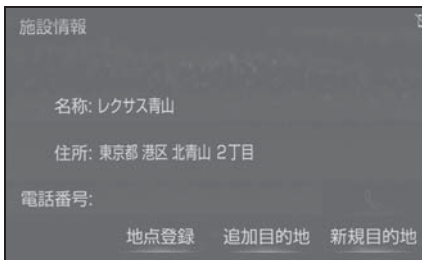 施設情報
名称: レクサス青山
住所: 東京都 港区 北青山 2丁目
電話番号:
地点登録 追加目的地 新規目的地